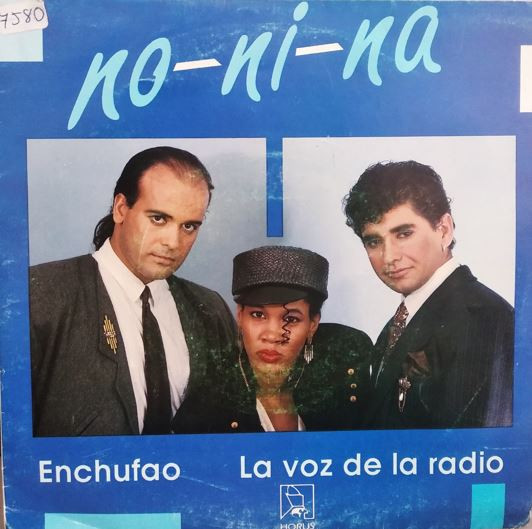 7580
no-ni-na
Enchufao
La voz de la radio
HORUS